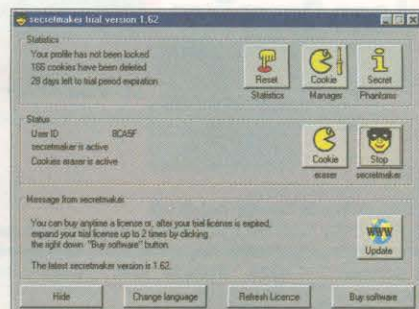 secretmaker trial version 1.62
Statistics
Your profile has not been locked
166 cookies have been deleted
28 days left to trial period expiration
Reset
Statistics
Cookie
Manager
Secret
Phantoms
Status
User ID 8CA5F
secretmaker is active
Cookies eraser is active
Cookie
eraser
Stop
secretmaker
Message from secretmaker
You can buy anytime a license or, after your trial license is expired,
expand your trial license up to 2 times by clicking
the right down "Buy software" button.
The latest secretmaker version is 1.62.
WWW
Update
Hide
Change language
Refresh Licence
Buy software